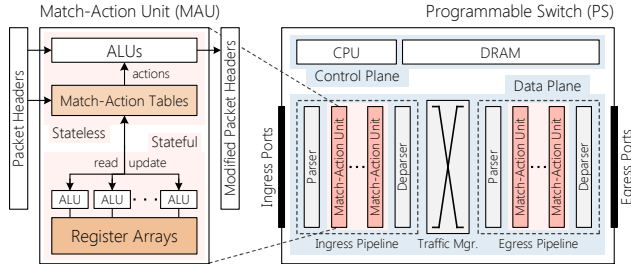 Match-Action Unit (MAU)
Packet Headers
ALUs
actions
Match-Action Tables
Stateless
Stateful
read
update
ALU
ALU
...
ALU
Register Arrays
Modified Packet Headers
Programmable Switch (PS)
CPU
DRAM
Control Plane
Data Plane
Ingress Ports
Parser
Match-Action Unit
...
Match-Action Unit
Deparser
Ingress Pipeline
Traffic Mgr.
Parser
Match-Action Unit
...
Match-Action Unit
Deparser
Egress Pipeline
Egress Ports